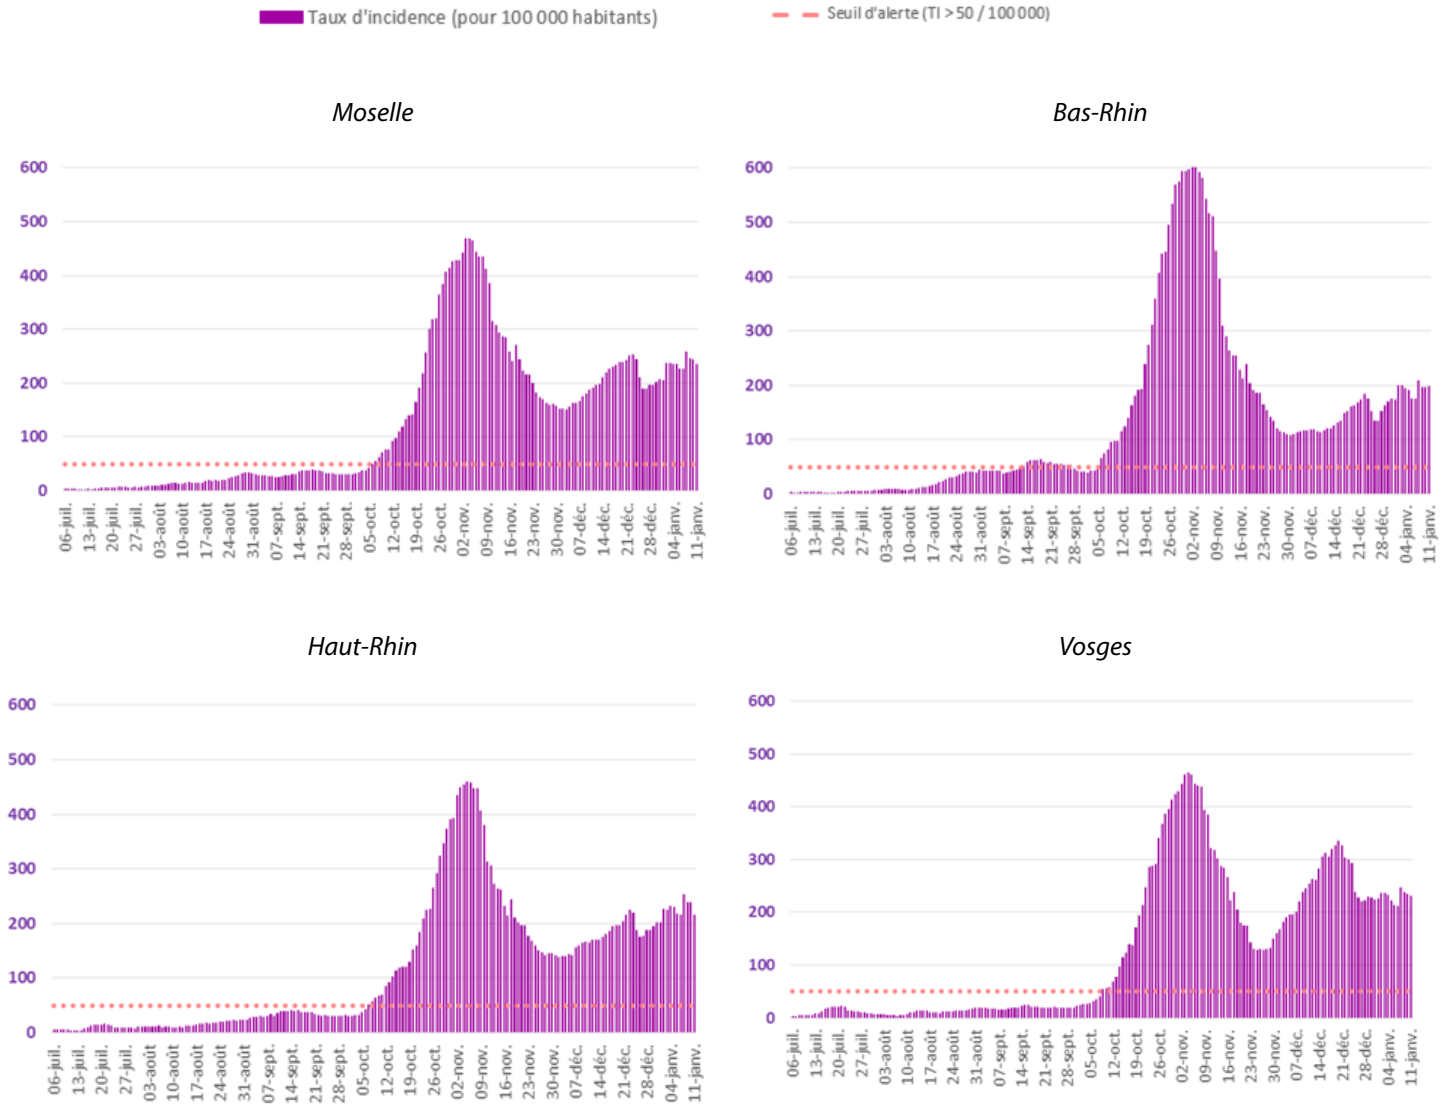 Taux d'incidence (pour 100 000 habitants)
Seuil d'alerte (TI > 50 / 100 000)
Moselle
600
500
400
300
200
100
0
06-juil. 13-juil. 20-juil. 27-juil. 03-août 10-août 17-août 24-août 31-août 07-sept. 14-sept. 21-sept. 28-sept. 05-oct. 12-oct. 19-oct. 26-oct. 02-nov. 09-nov. 16-nov. 23-nov. 30-nov. 07-déc. 14-déc. 21-déc. 28-déc. 04-janv. 11-janv.
Bas-Rhin
600
500
400
300
200
100
0
06-juil. 13-juil. 20-juil. 27-juil. 03-août 10-août 17-août 24-août 31-août 07-sept. 14-sept. 21-sept. 28-sept. 05-oct. 12-oct. 19-oct. 26-oct. 02-nov. 09-nov. 16-nov. 23-nov. 30-nov. 07-déc. 14-déc. 21-déc. 28-déc. 04-janv. 11-janv.
Haut-Rhin
600
500
400
300
200
100
0
06-juil. 13-juil. 20-juil. 27-juil. 03-août 10-août 17-août 24-août 31-août 07-sept. 14-sept. 21-sept. 28-sept. 05-oct. 12-oct. 19-oct. 26-oct. 02-nov. 09-nov. 16-nov. 23-nov. 30-nov. 07-déc. 14-déc. 21-déc. 28-déc. 04-janv. 11-janv.
Vosges
600
500
400
300
200
100
0
06-juil. 13-juil. 20-juil. 27-juil. 03-août 10-août 17-août 24-août 31-août 07-sept. 14-sept. 21-sept. 28-sept. 05-oct. 12-oct. 19-oct. 26-oct. 02-nov. 09-nov. 16-nov. 23-nov. 30-nov. 07-déc. 14-déc. 21-déc. 28-déc. 04-janv. 11-janv.